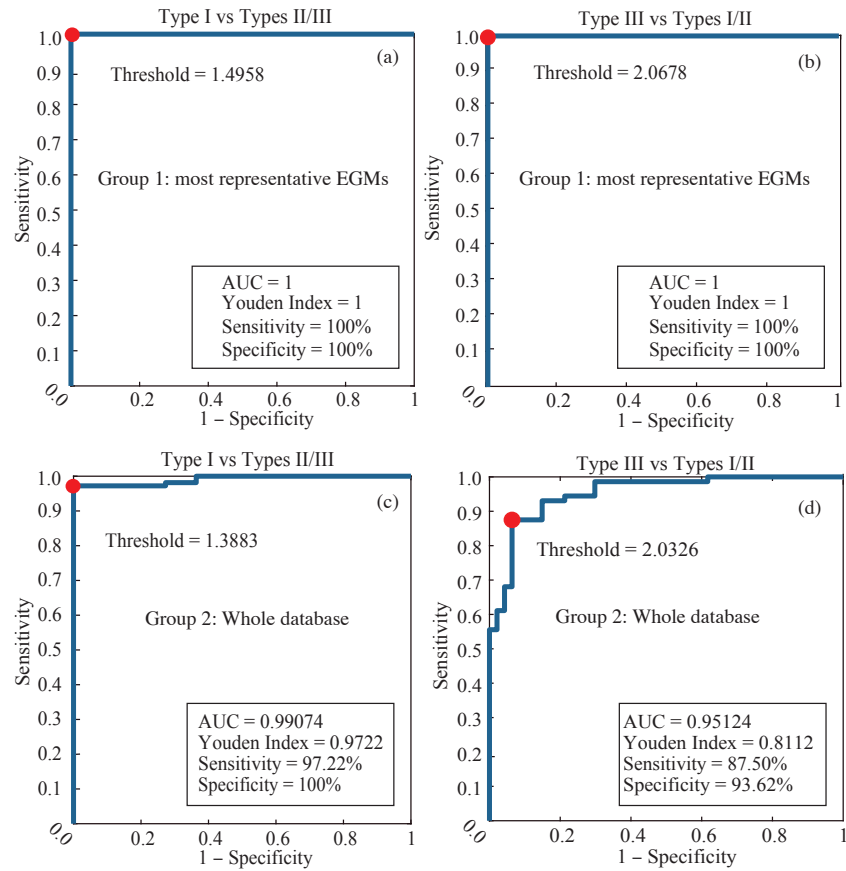 Type I vs Types II/III
1.0
0.9
0.8
0.7
0.6
0.5
0.4
0.3
0.2
0.1
0.0
Sensitivity
(a)
Threshold = 1.4958
Group 1: most representative EGMs
AUC = 1
Youden Index = 1
Sensitivity = 100%
Specificity = 100%
0.2
0.4
0.6
0.8
1
1 – Specificity
Type III vs Types I/II
1.0
0.9
0.8
0.7
0.6
0.5
0.4
0.3
0.2
0.1
0.0
Sensitivity
(b)
Threshold = 2.0678
Group 1: most representative EGMs
AUC = 1
Youden Index = 1
Sensitivity = 100%
Specificity = 100%
0.2
0.4
0.6
0.8
1
1 – Specificity
Type I vs Types II/III
1.0
0.9
0.8
0.7
0.6
0.5
0.4
0.3
0.2
0.1
0.0
Sensitivity
(c)
Threshold = 1.3883
Group 2: Whole database
AUC = 0.99074
Youden Index = 0.9722
Sensitivity = 97.22%
Specificity = 100%
0.2
0.4
0.6
0.8
1
1 – Specificity
Type III vs Types I/II
1.0
0.9
0.8
0.7
0.6
0.5
0.4
0.3
0.2
0.1
0.0
Sensitivity
(d)
Threshold = 2.0326
Group 2: Whole database
AUC = 0.95124
Youden Index = 0.8112
Sensitivity = 87.50%
Specificity = 93.62%
0.2
0.4
0.6
0.8
1
1 – Specificity